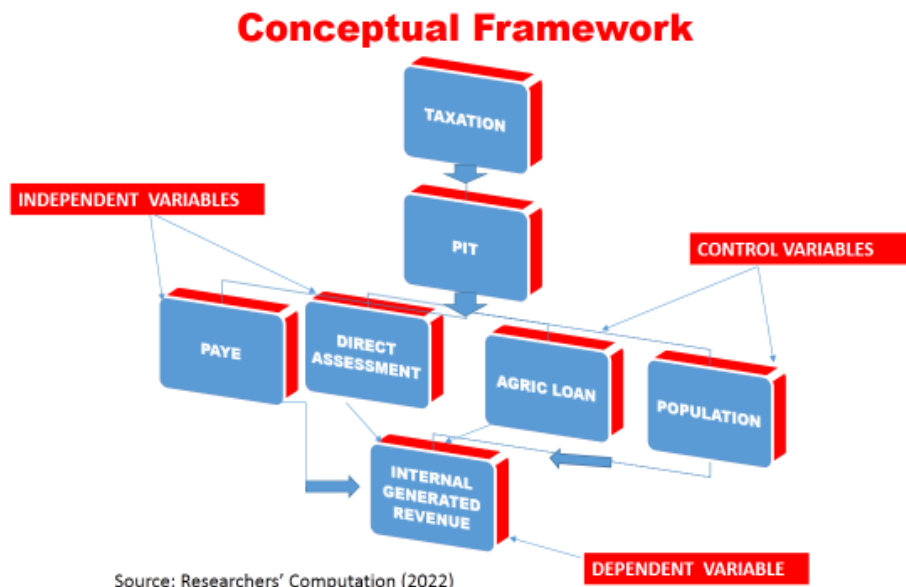 Conceptual Framework
TAXATION
INDEPENDENT VARIABLES
PIT
CONTROL VARIABLES
PAYE
DIRECT
ASSESSMENT
AGRIC LOAN
POPULATION
INTERNAL
GENERATED
REVENUE
DEPENDENT VARIABLE
Source: Researchers' Computation (2022)